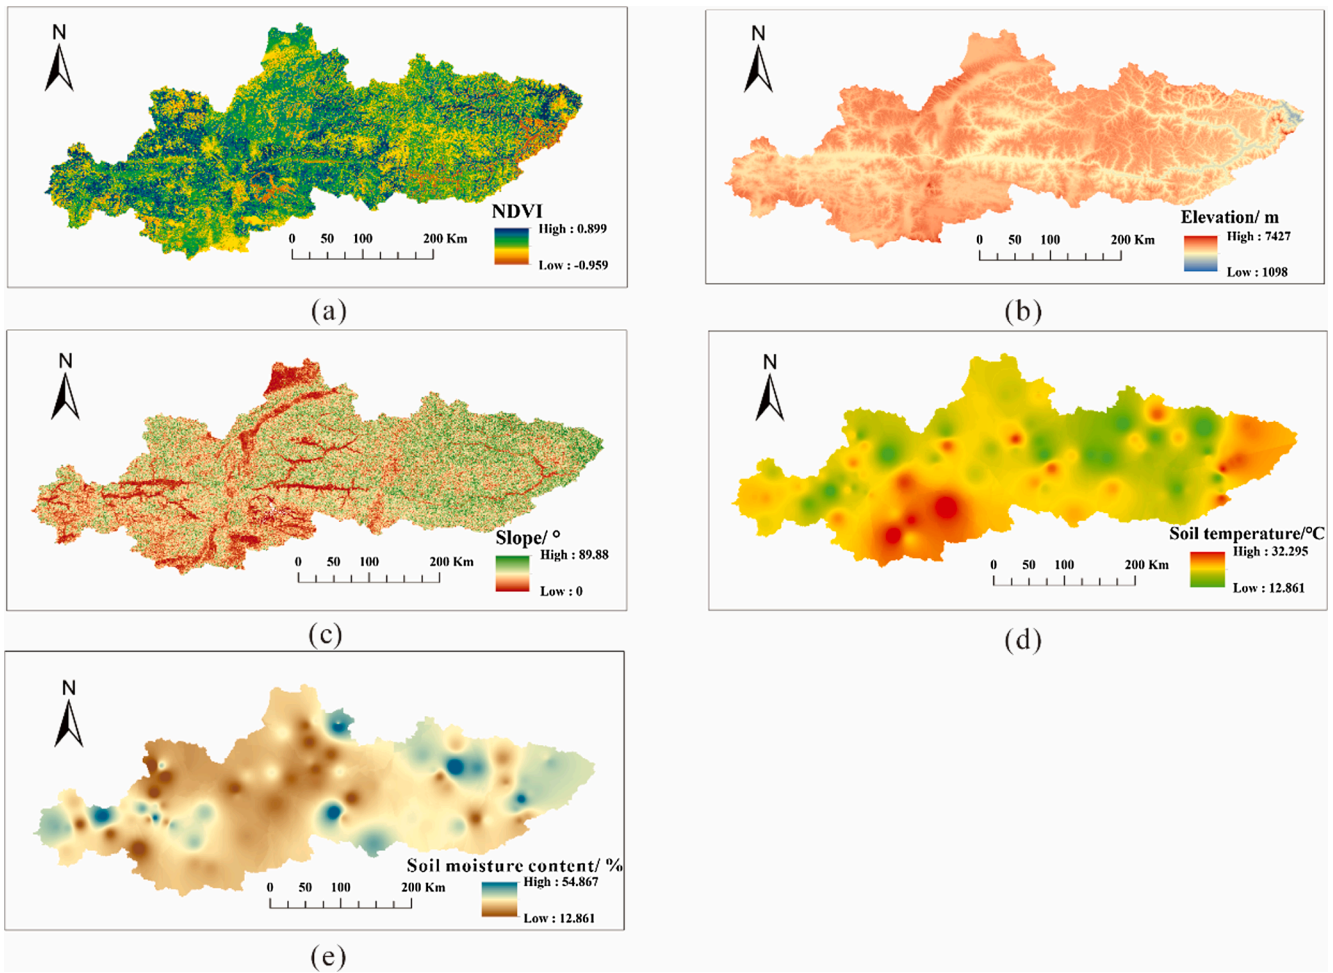 N
NDVI
High : 0.899
Low : -0.959
0 50 100 200 Km
(a)
N
Elevation/ m
High : 7427
Low : 1098
0 50 100 200 Km
(b)
N
Slope/ °
High : 89.88
Low : 0
0 50 100 200 Km
(c)
N
Soil temperature/°C
High : 32.295
Low : 12.861
0 50 100 200 Km
(d)
N
Soil moisture content/ %
High : 54.867
Low : 12.861
0 50 100 200 Km
(e)